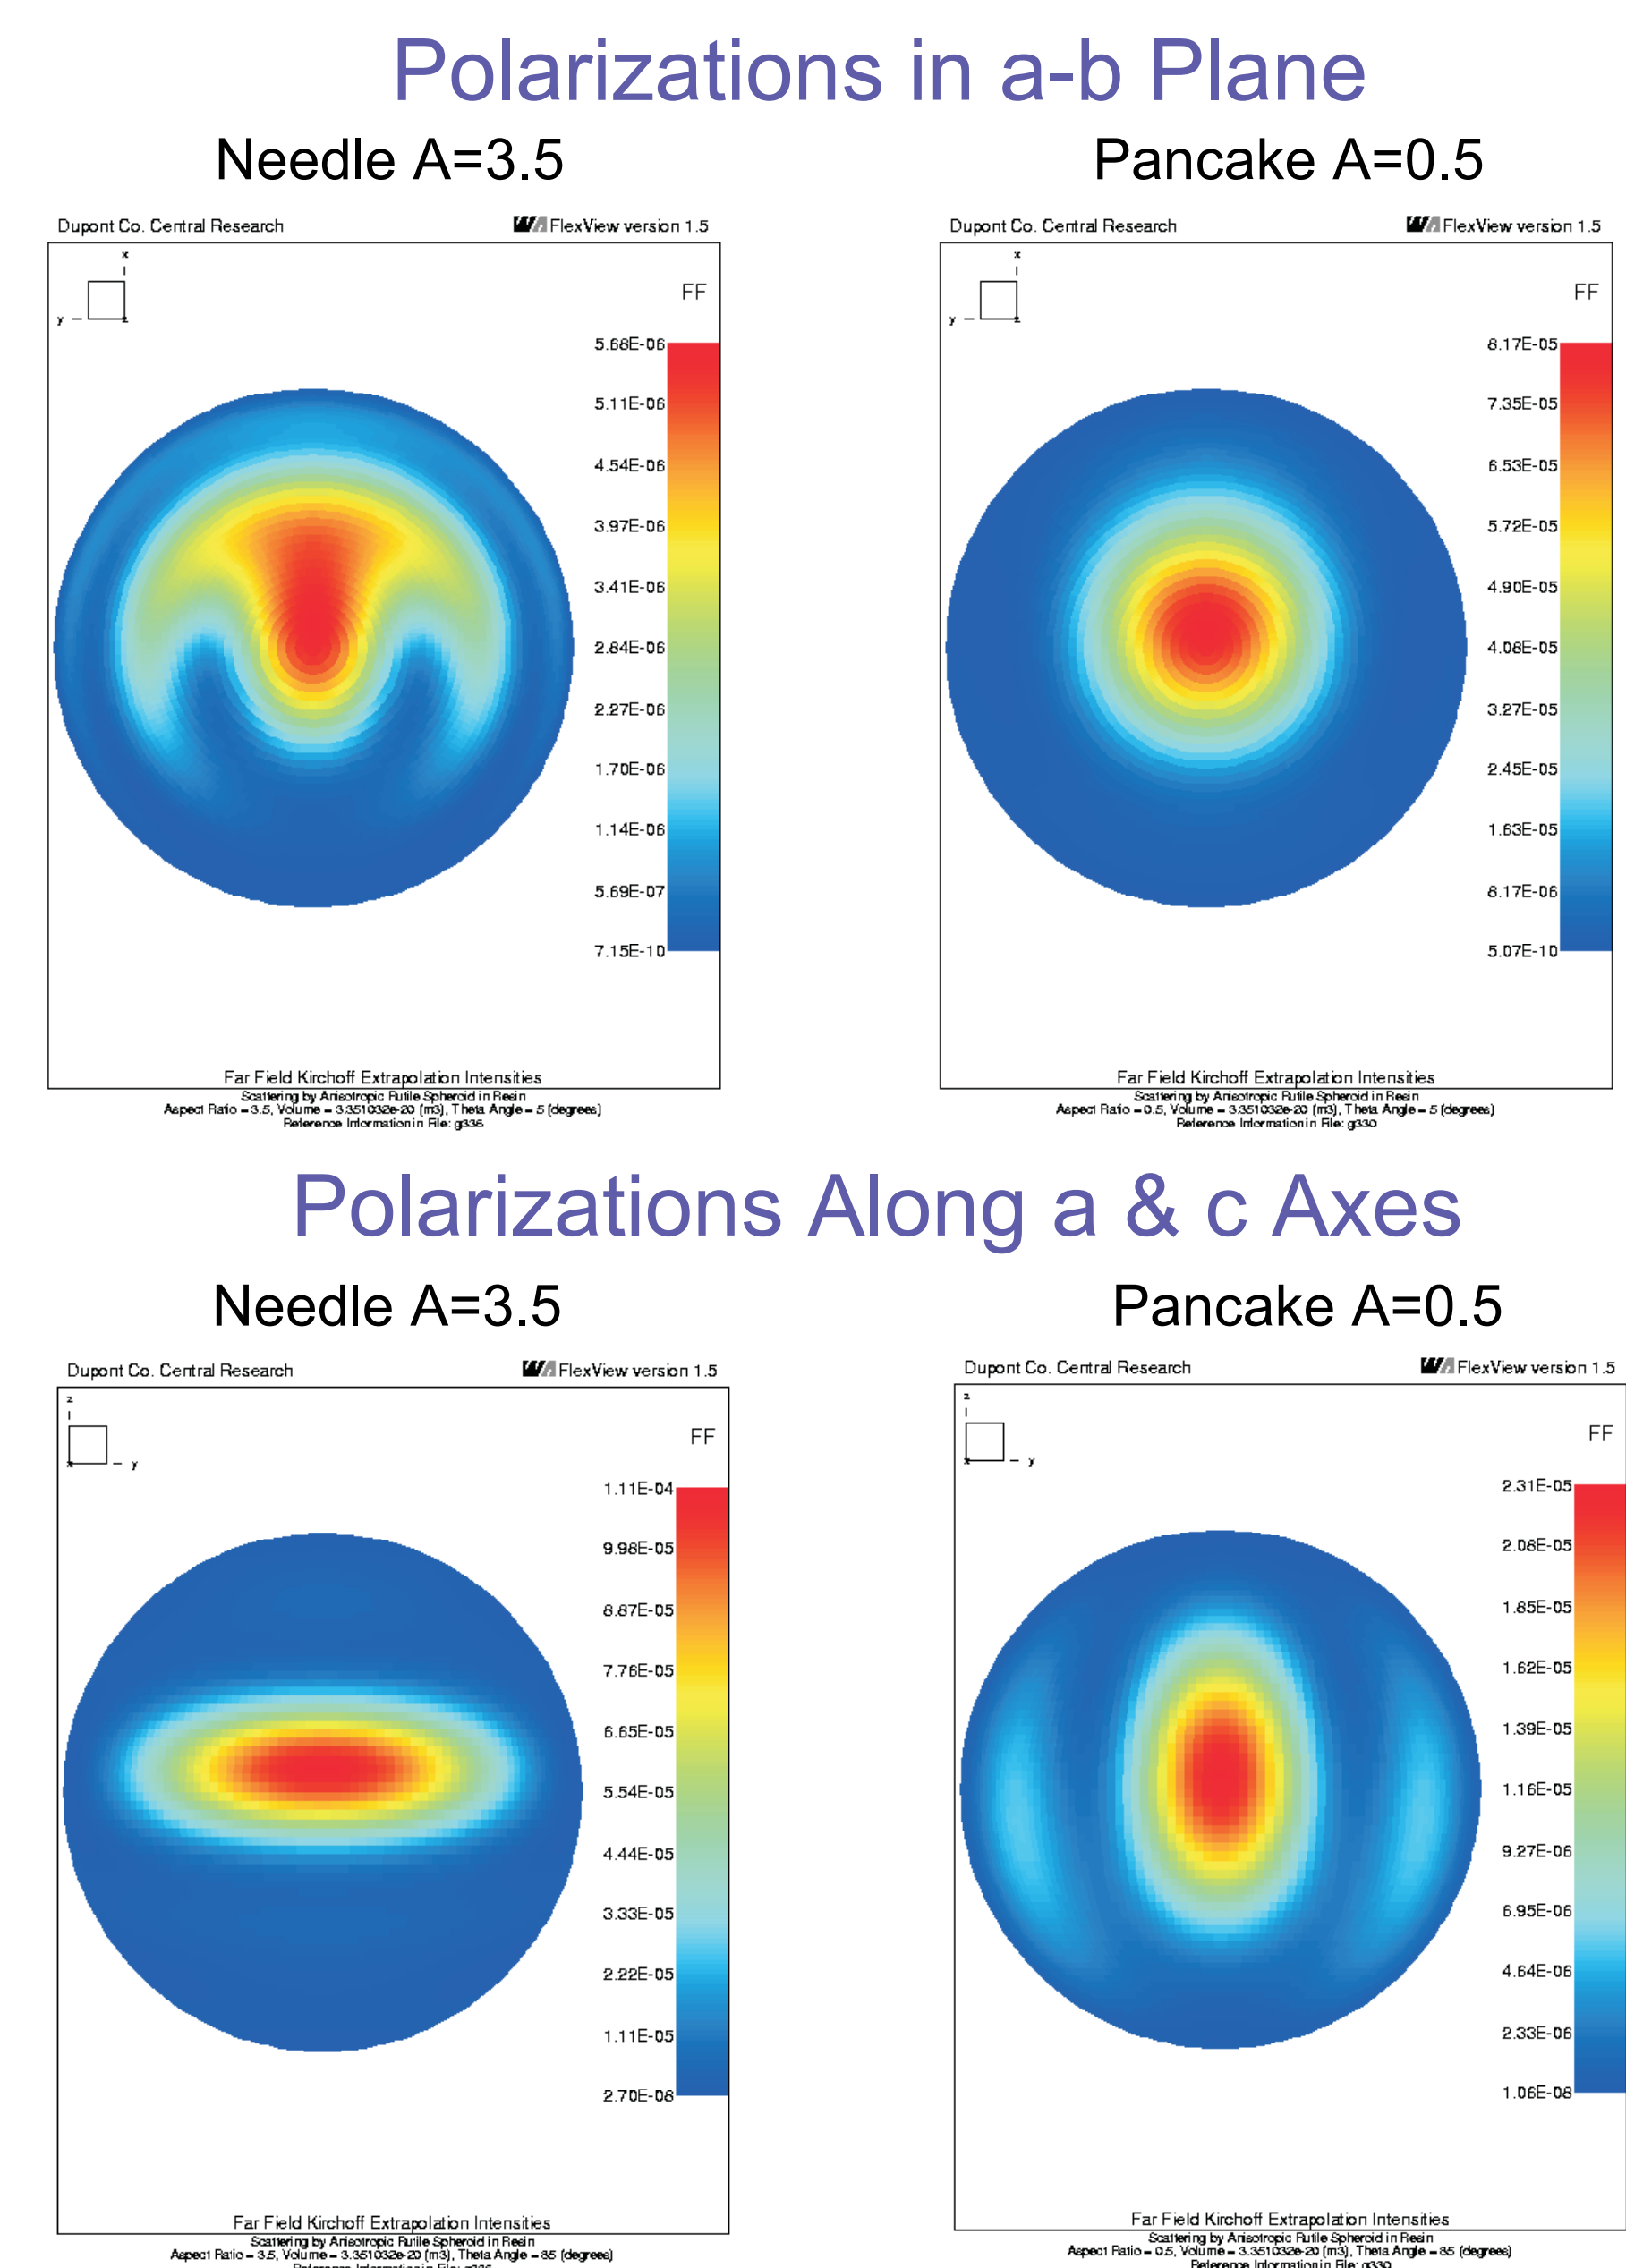 Polarizations in a-b Plane
Needle A=3.5
Pancake A=0.5
Dupont Co. Central Research
FlexView version 1.5
x
y
z
FF
5.68E-06
5.11E-06
4.54E-06
3.97E-06
3.41E-06
2.84E-06
2.27E-06
1.70E-06
1.14E-06
5.69E-07
7.15E-10
Far Field Kirchoff Extrapolation Intensities
Scattering by Anisotropic Rutile Spheroid in Resin
Aspect Ratio = 3.5, Volume = 3.351032e-20 (m3), Theta Angle = 5 (degrees)
Reference Information in File: g336
Dupont Co. Central Research
FlexView version 1.5
x
y
z
FF
8.17E-05
7.35E-05
6.53E-05
5.72E-05
4.90E-05
4.08E-05
3.27E-05
2.45E-05
1.63E-05
8.17E-06
5.07E-10
Far Field Kirchoff Extrapolation Intensities
Scattering by Anisotropic Rutile Spheroid in Resin
Aspect Ratio = 0.5, Volume = 3.351032e-20 (m3), Theta Angle = 5 (degrees)
Reference Information in File: g330
Polarizations Along a & c Axes
Needle A=3.5
Pancake A=0.5
Dupont Co. Central Research
FlexView version 1.5
z
x
y
FF
1.11E-04
9.98E-05
8.87E-05
7.76E-05
6.65E-05
5.54E-05
4.44E-05
3.33E-05
2.22E-05
1.11E-05
2.70E-08
Far Field Kirchoff Extrapolation Intensities
Scattering by Anisotropic Rutile Spheroid in Resin
Aspect Ratio = 3.5, Volume = 3.351032e-20 (m3), Theta Angle = 85 (degrees)
Dupont Co. Central Research
FlexView version 1.5
z
x
y
FF
2.31E-05
2.08E-05
1.85E-05
1.62E-05
1.39E-05
1.16E-05
9.27E-06
6.95E-06
4.64E-06
2.33E-06
1.06E-08
Far Field Kirchoff Extrapolation Intensities
Scattering by Anisotropic Rutile Spheroid in Resin
Aspect Ratio = 0.5, Volume = 3.351032e-20 (m3), Theta Angle = 85 (degrees)
Reference Information in File: g330